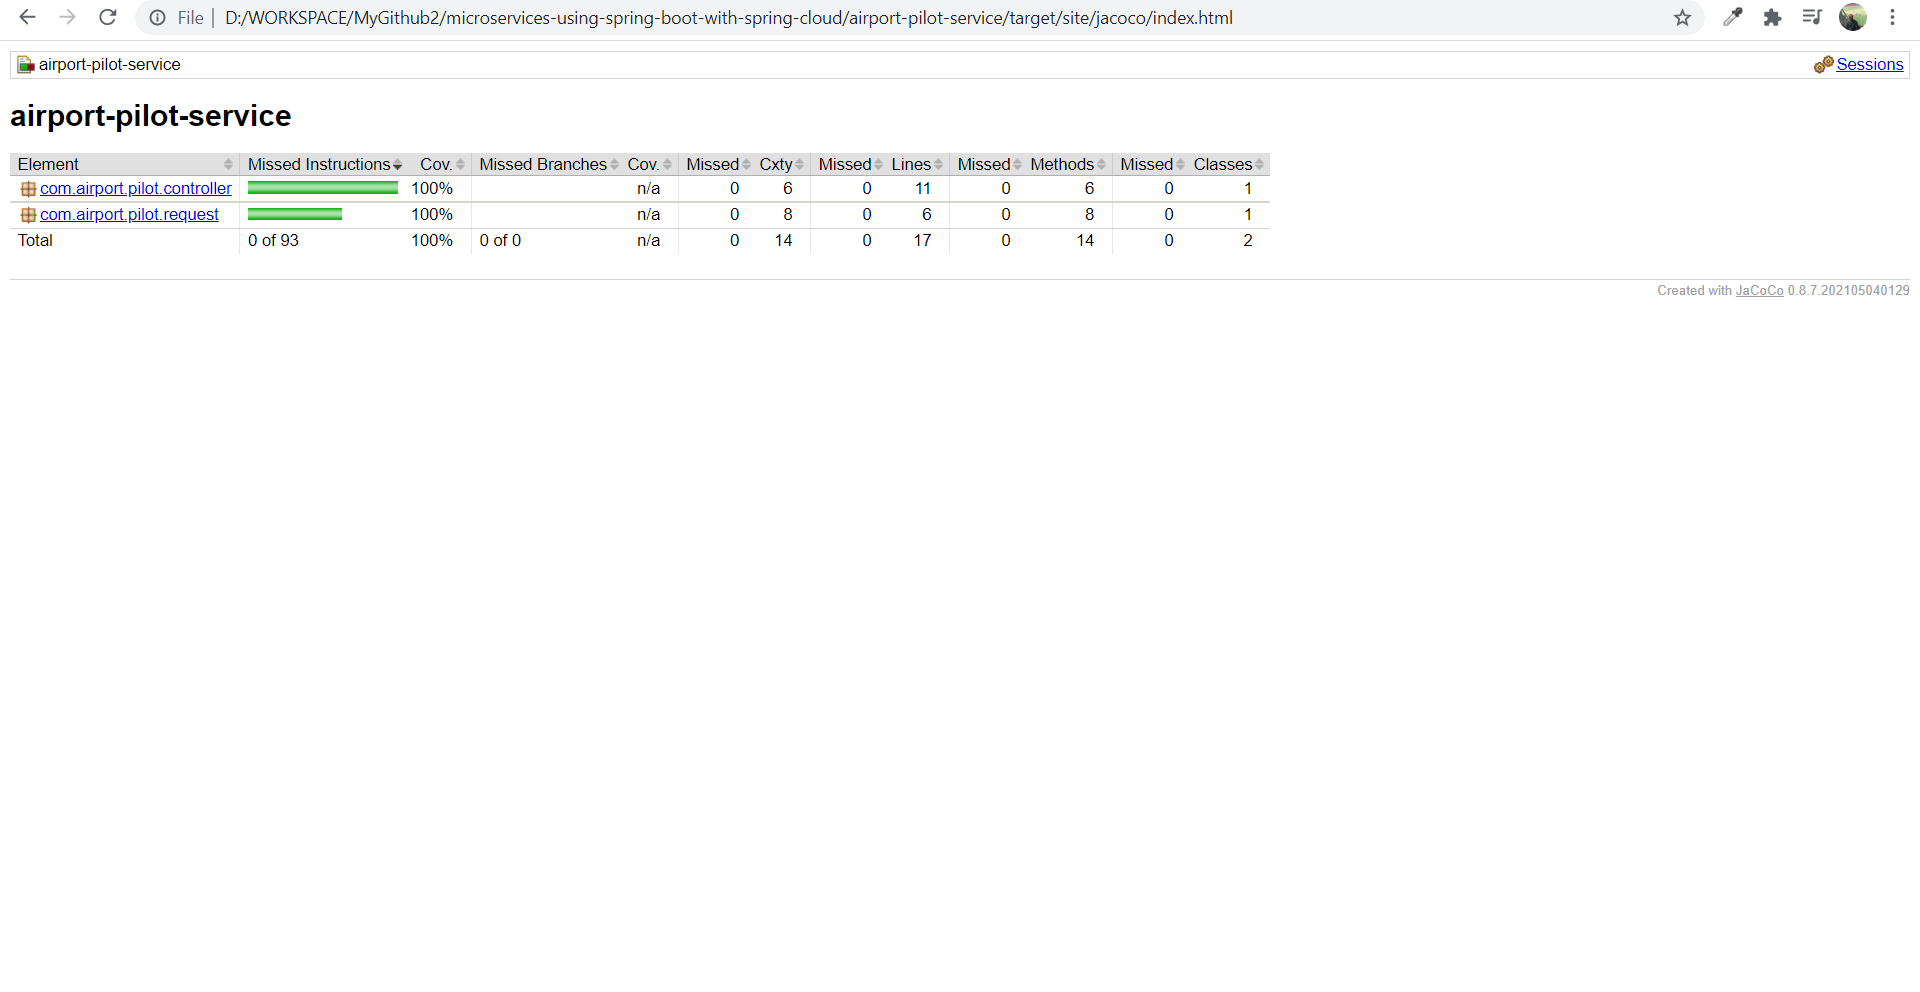 File | D:/WORKSPACE/MyGithub2/microservices-using-spring-boot-with-spring-cloud/airport-pilot-service/target/site/jacoco/index.html
airport-pilot-service Sessions
airport-pilot-service
Element Missed Instructions Cov. Missed Branches Cov. Missed Cxty Missed Lines Missed Methods Missed Classes
com.airport.pilot.controller 100% n/a 0 6 0 11 0 6 0 1
com.airport.pilot.request 100% n/a 0 8 0 6 0 8 0 1
Total 0 of 93 100% 0 of 0 n/a 0 14 0 17 0 14 0 2
Created with JaCoCo 0.8.7.202105040129